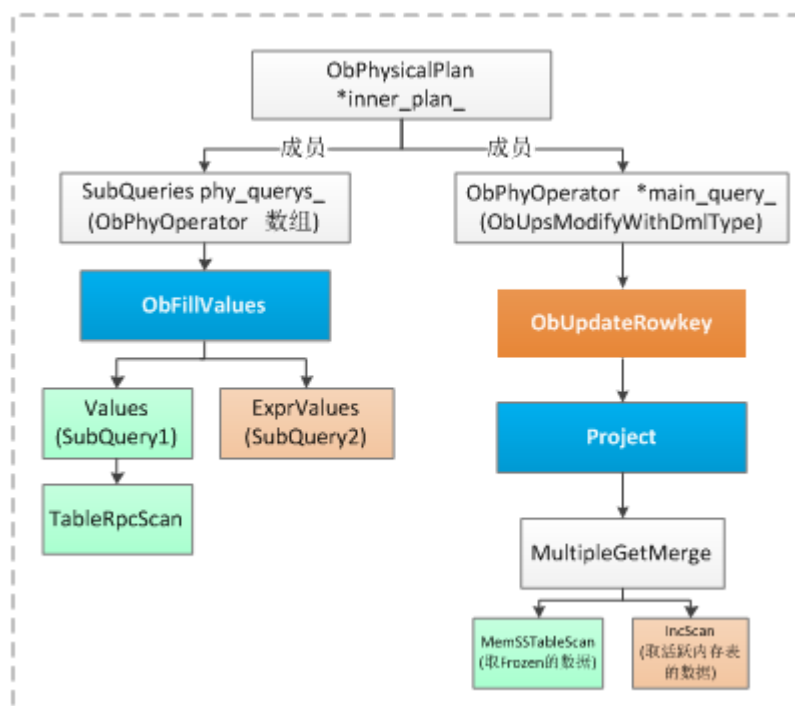 ObPhysicalPlan
*inner_plan_
成员
成员
SubQueries phy_querys_
(ObPhyOperator 数组)
ObPhyOperator *main_query_
(ObUpsModifyWithDmlType)
ObFillValues
ObUpdateRowkey
Values
(SubQuery1)
ExprValues
(SubQuery2)
Project
TableRpcScan
MultipleGetMerge
MemSSTableScan
(取Frozen的数据)
IncScan
(取活跃内存表
的数据)